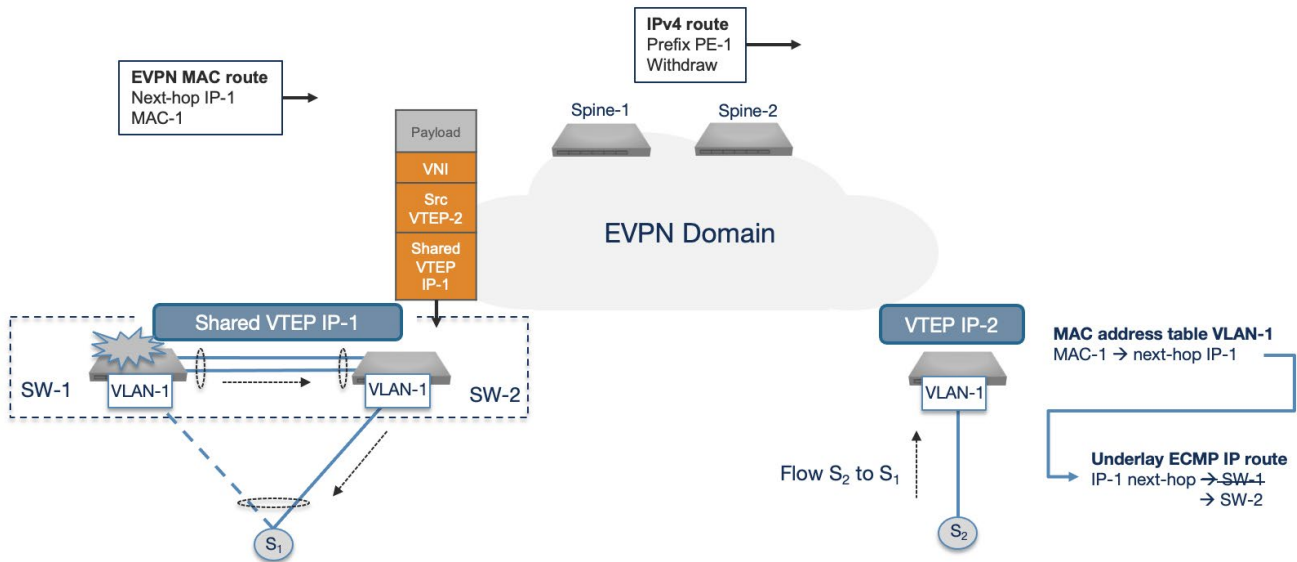 IPv4 route
Prefix PE-1
Withdraw
EVPN MAC route
Next-hop IP-1
MAC-1
Spine-1
Spine-2
Payload
VNI
Src
VTEP-2
Shared
VTEP
IP-1
EVPN Domain
Shared VTEP IP-1
VTEP IP-2
SW-1
VLAN-1
VLAN-1
SW-2
VLAN-1
MAC address table VLAN-1
MAC-1 → next-hop IP-1
Flow S₂ to S₁
Underlay ECMP IP route
IP-1 next-hop → SW-1
→ SW-2
S₁
S₂